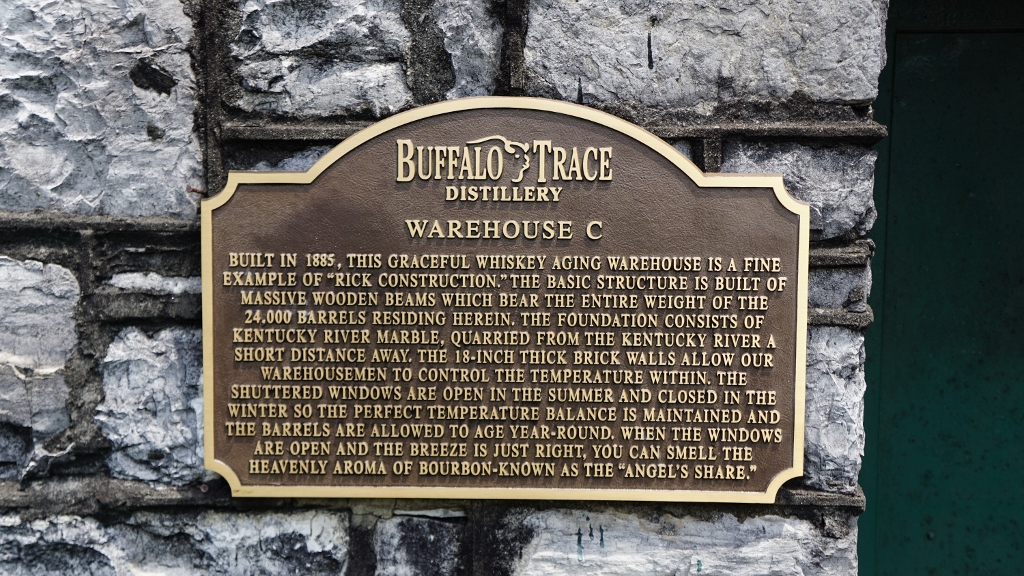 BUFFALO TRACE
DISTILLERY
WAREHOUSE C
BUILT IN 1885, THIS GRACEFUL WHISKEY AGING WAREHOUSE IS A FINE
EXAMPLE OF "RICK CONSTRUCTION." THE BASIC STRUCTURE IS BUILT OF
MASSIVE WOODEN BEAMS WHICH BEAR THE ENTIRE WEIGHT OF THE
24,000 BARRELS RESIDING HEREIN. THE FOUNDATION CONSISTS OF
KENTUCKY RIVER MARBLE, QUARRIED FROM THE KENTUCKY RIVER A
SHORT DISTANCE AWAY. THE 18-INCH THICK BRICK WALLS ALLOW OUR
WAREHOUSEMEN TO CONTROL THE TEMPERATURE WITHIN. THE
SHUTTERED WINDOWS ARE OPEN IN THE SUMMER AND CLOSED IN THE
WINTER SO THE PERFECT TEMPERATURE BALANCE IS MAINTAINED AND
THE BARRELS ARE ALLOWED TO AGE YEAR-ROUND. WHEN THE WINDOWS
ARE OPEN AND THE BREEZE IS JUST RIGHT, YOU CAN SMELL THE
HEAVENLY AROMA OF BOURBON-KNOWN AS THE "ANGEL'S SHARE."